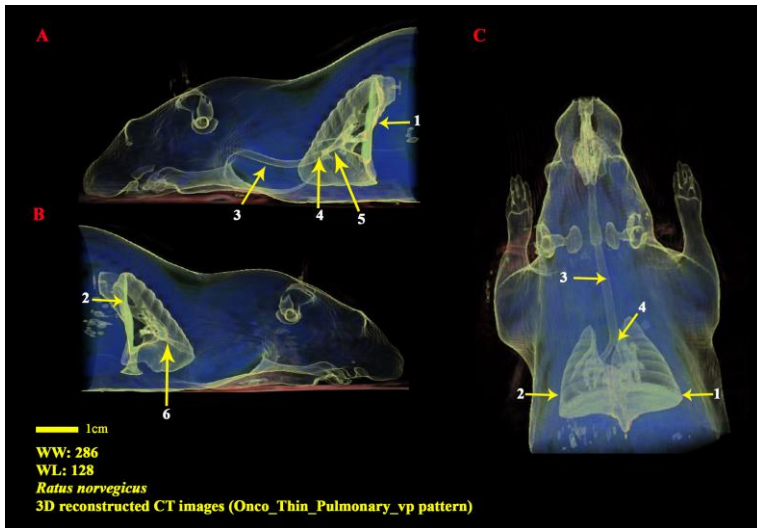 A
C
1
3
4
5
B
2
3
4
6
2
1
1cm
WW: 286
WL: 128
Ratus norvegicus
3D reconstructed CT images (Onco_Thin_Pulmonary_vp pattern)